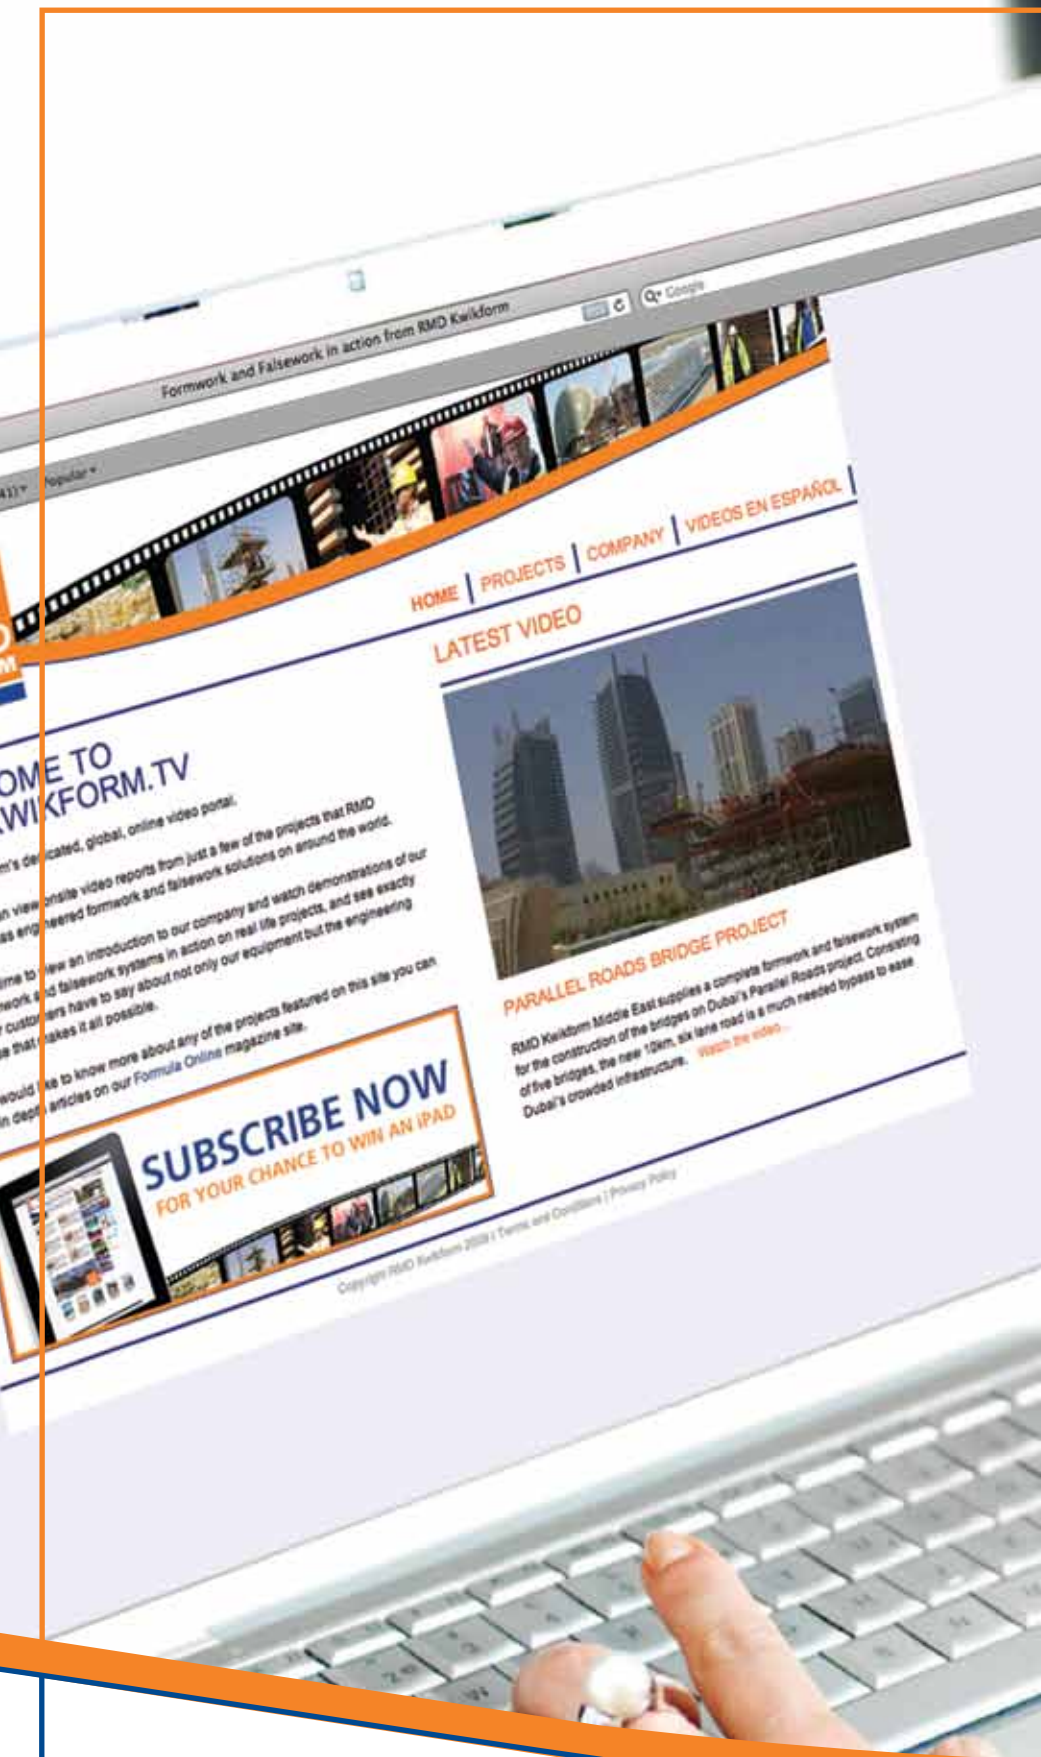 Formwork and Falsework in action from RMD Kwikform
Google
Popular
HOME | PROJECTS | COMPANY | VIDEOS EN ESPAÑOL |
OME TO
WIKFORM.TV
m's dedicated, global, online video portal.
n view onsite video reports from just a few of the projects that RMD
as engineered formwork and falsework solutions on around the world.
ime to view an introduction to our company and watch demonstrations of our
mwork and falsework systems in action on real life projects, and see exactly
r customers have to say about not only our equipment but the engineering
e that makes it all possible.
would like to know more about any of the projects featured on this site you can
in depth articles on our Formula Online magazine site.
SUBSCRIBE NOW
FOR YOUR CHANCE TO WIN AN iPAD
LATEST VIDEO
PARALLEL ROADS BRIDGE PROJECT
RMD Kwikform Middle East supplies a complete formwork and falsework system
for the construction of the bridges on Dubai's Parallel Roads project. Consisting
of five bridges, the new 10km, six lane road is a much needed bypass to ease
Dubai's crowded infrastructure. Watch the video...
Copyright RMD Kwikform 2009 | Terms and Conditions | Privacy Policy